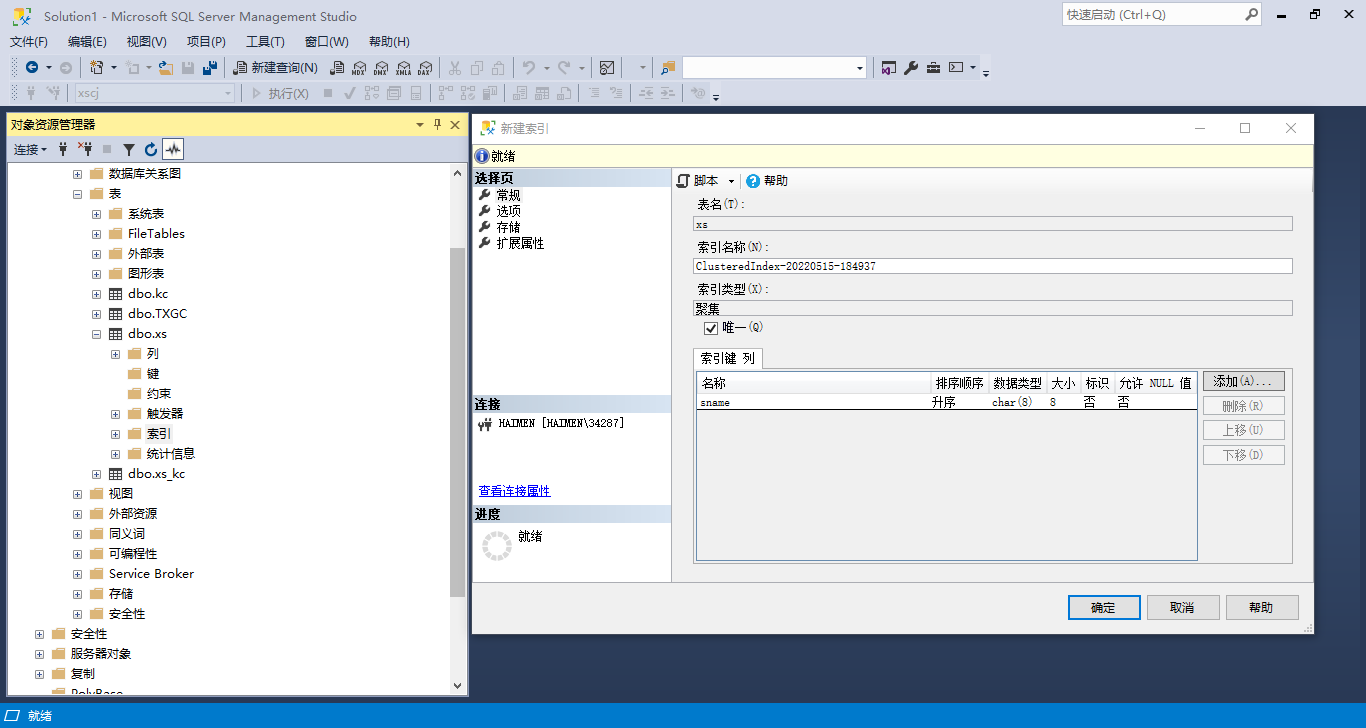 Solution1 - Microsoft SQL Server Management Studio
快速启动 (Ctrl+Q)
文件(F) 编辑(E) 视图(V) 项目(P) 工具(T) 窗口(W) 帮助(H)
新建查询(N) MDX DMX XMLA DAX
xscj 执行(X)
对象资源管理器
连接
数据库关系图
表
系统表
FileTables
外部表
图形表
dbo.kc
dbo.TXGC
dbo.xs
列
键
约束
触发器
索引
统计信息
dbo.xs_kc
视图
外部资源
同义词
可编程性
Service Broker
存储
安全性
安全性
服务器对象
复制
PolyBase
新建索引
就绪
选择页
常规
选项
存储
扩展属性
连接
HAIMEN [HAIMEN\34287]
查看连接属性
进度
就绪
脚本 帮助
表名(T):
xs
索引名称(N):
ClusteredIndex-20220515-184937
索引类型(X):
聚集
唯一(Q)
索引键 列
名称 排序顺序 数据类型 大小 标识 允许 NULL 值
sname 升序 char(8) 8 否 否
添加(A)...
删除(R)
上移(U)
下移(D)
确定 取消 帮助
就绪